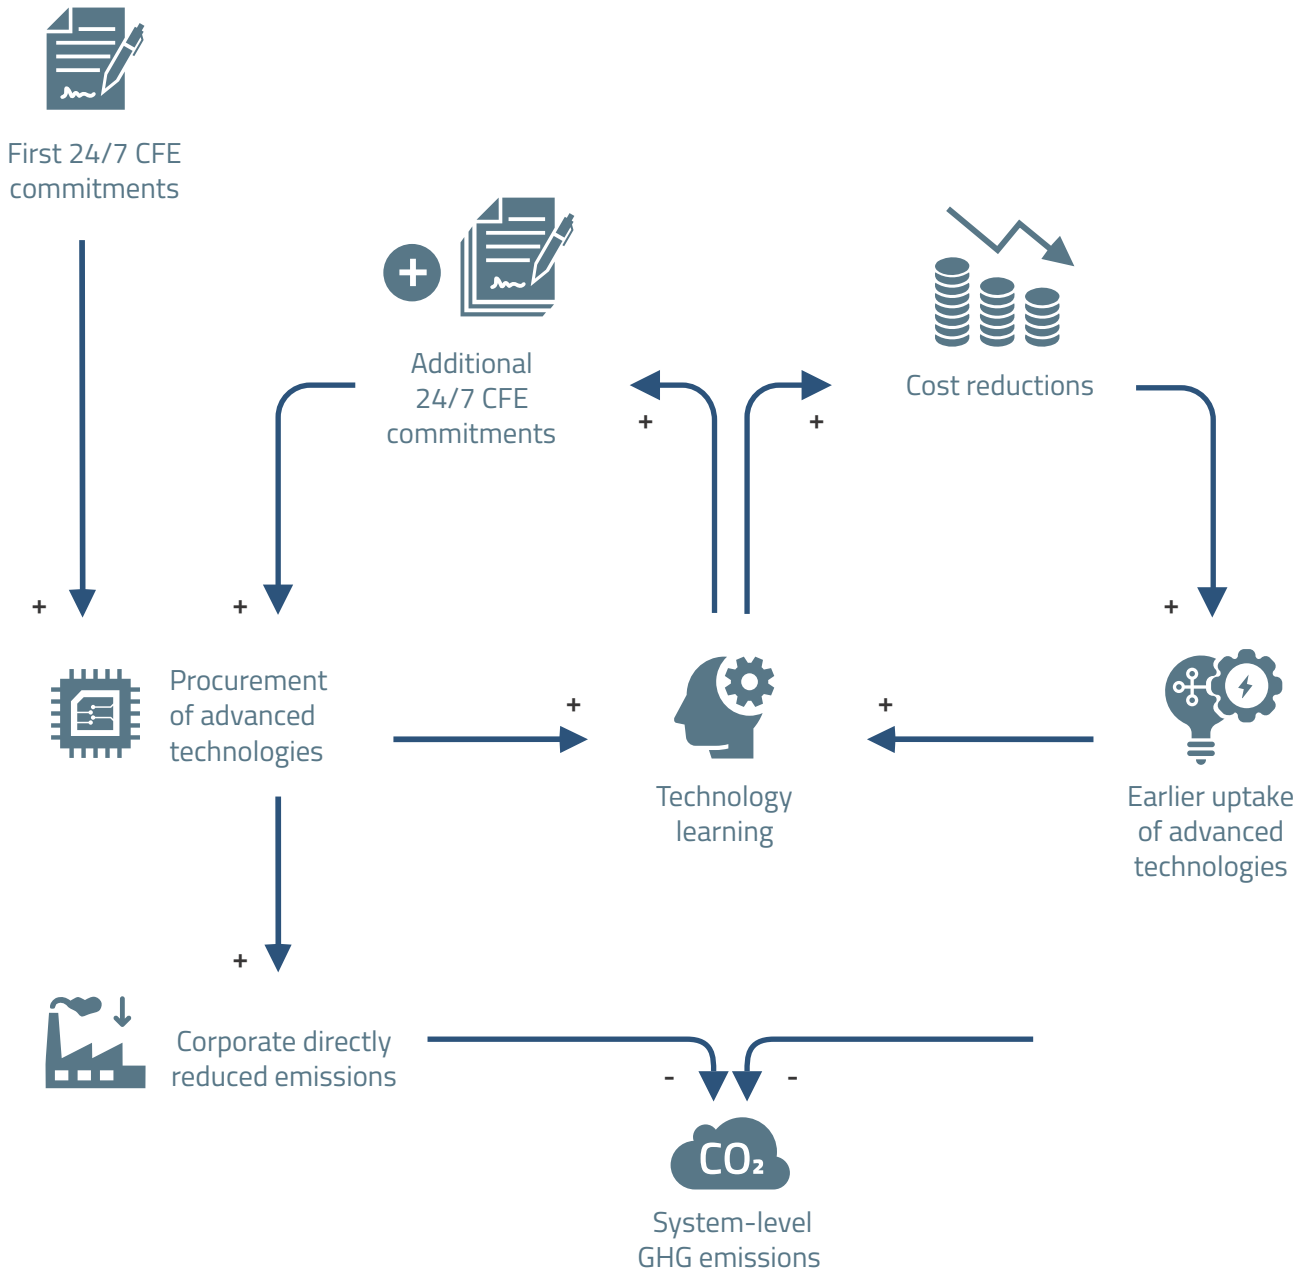 First 24/7 CFE
commitments
+
Additional
24/7 CFE
commitments
Cost reductions
+
+
+
+
+
Procurement
of advanced
technologies
+
+
Technology
learning
Earlier uptake
of advanced
technologies
+
Corporate directly
reduced emissions
-
-
CO₂
System-level
GHG emissions